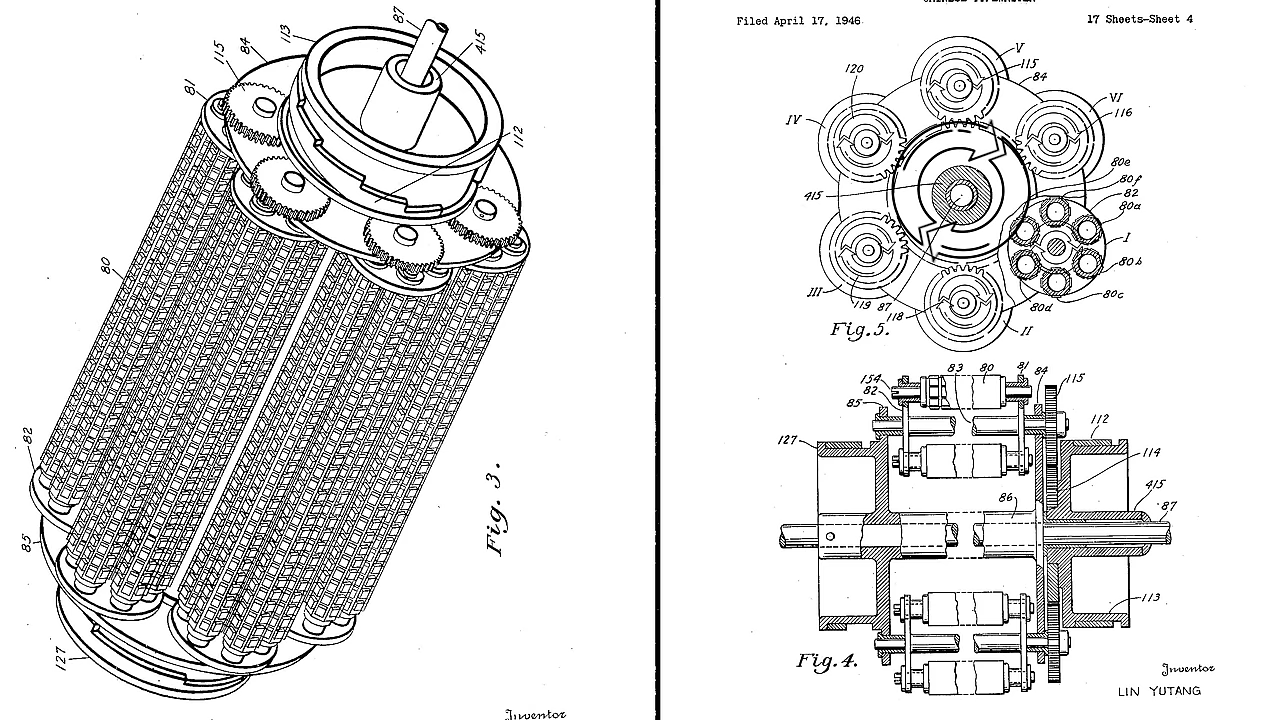 87
415
113
84
115
81
112
80
82
85
127
Fig. 3.
Inventor
Filed April 17, 1946
17 Sheets-Sheet 4
V
115
84
120
VI
116
IV
80e
80f
82
80a
415
I
80b
III
119
87
118
80d
80c
II
Fig.5.
154
82
85
83
80
81
84
115
127
112
114
415
87
86
113
Fig.4.
Inventor
LIN YUTANG